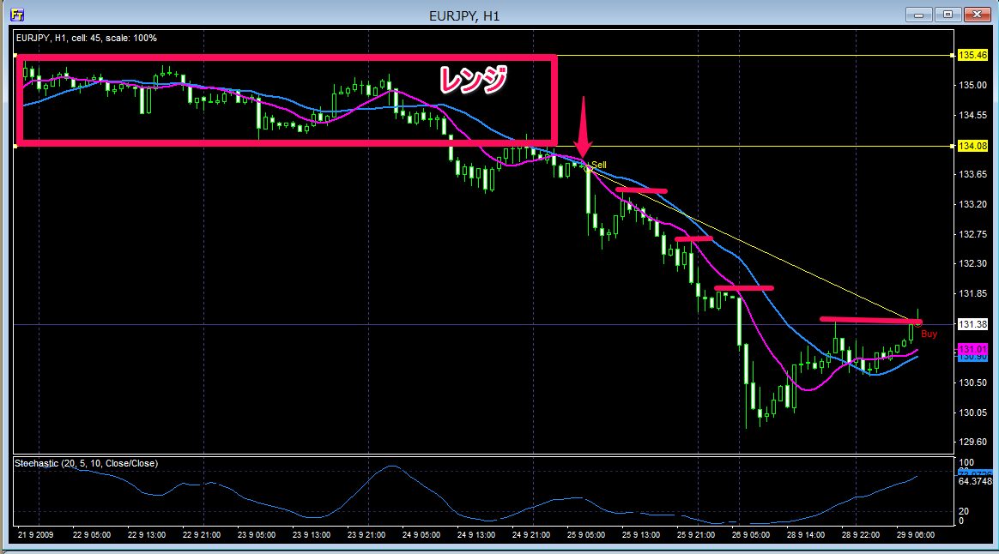 EURJPY, H1
EURJPY, H1, cell: 45, scale: 100%
レンジ
Sell
Buy
135.46
135.00
134.55
134.08
133.65
133.20
132.75
132.30
131.85
131.38
131.01
130.90
130.50
130.05
129.60
Stochastic (20, 5, 10, Close/Close)
100
64.3748
20
0
21 9 2009 22 9 05:00 22 9 13:00 22 9 21:00 23 9 05:00 23 9 13:00 23 9 21:00 24 9 05:00 24 9 13:00 24 9 21:00 25 9 05:00 25 9 13:00 25 9 21:00 26 9 05:00 28 9 14:00 28 9 22:00 29 9 06:00